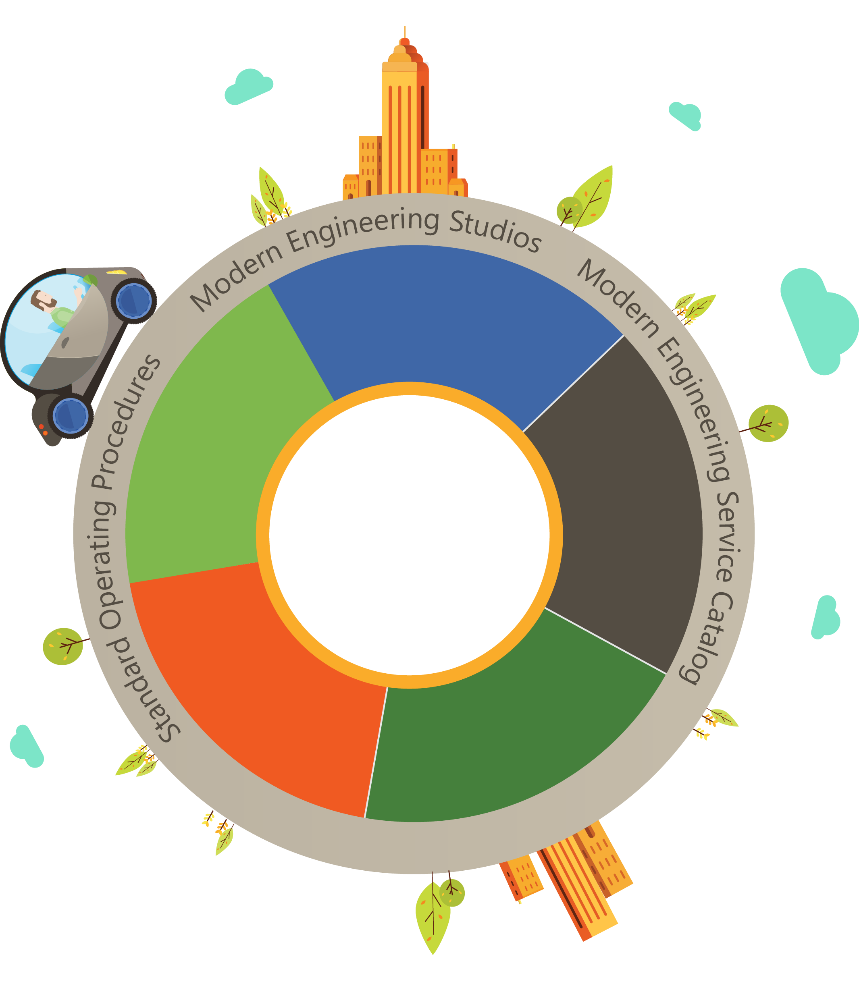 Modern Engineering Studios
Modern Engineering Service Catalog
Standard Operating Procedures